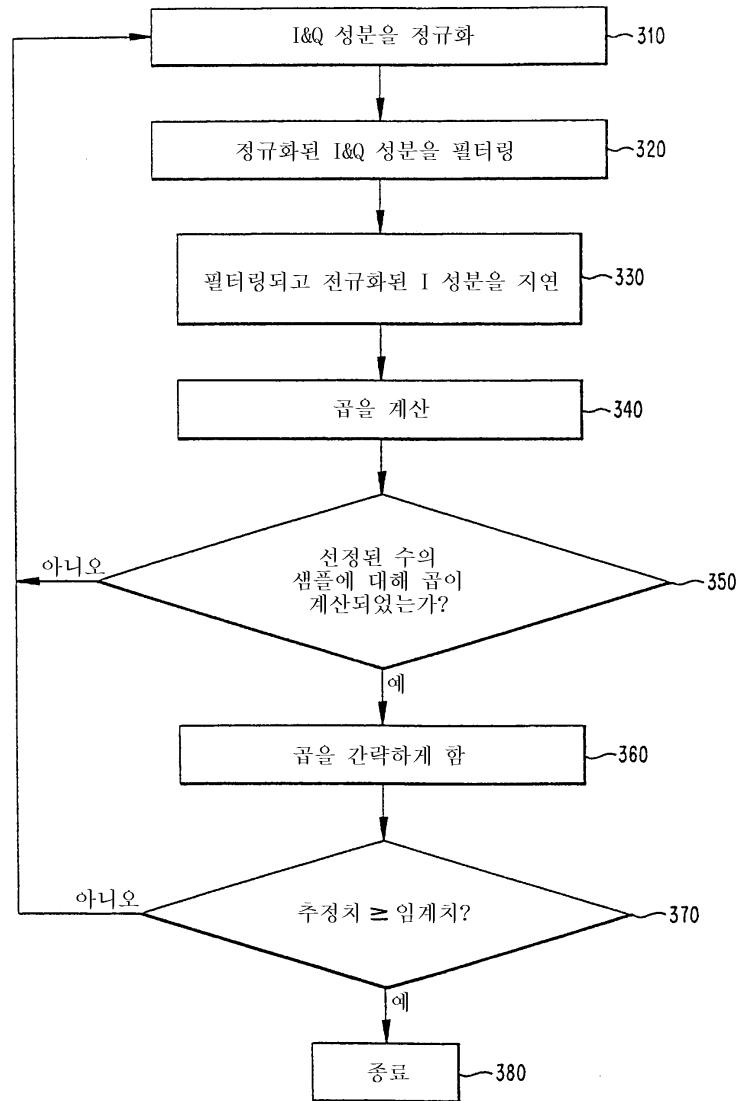 I&Q 성분을 정규화
310
정규화된 I&Q 성분을 필터링
320
필터링되고 전규화된 I 성분을 지연
330
곱을 계산
340
아니오
선정된 수의
샘플에 대해 곱이
계산되었는가?
350
예
곱을 간략하게 함
360
아니오
추정치 ≥ 임계치?
370
예
종료
380